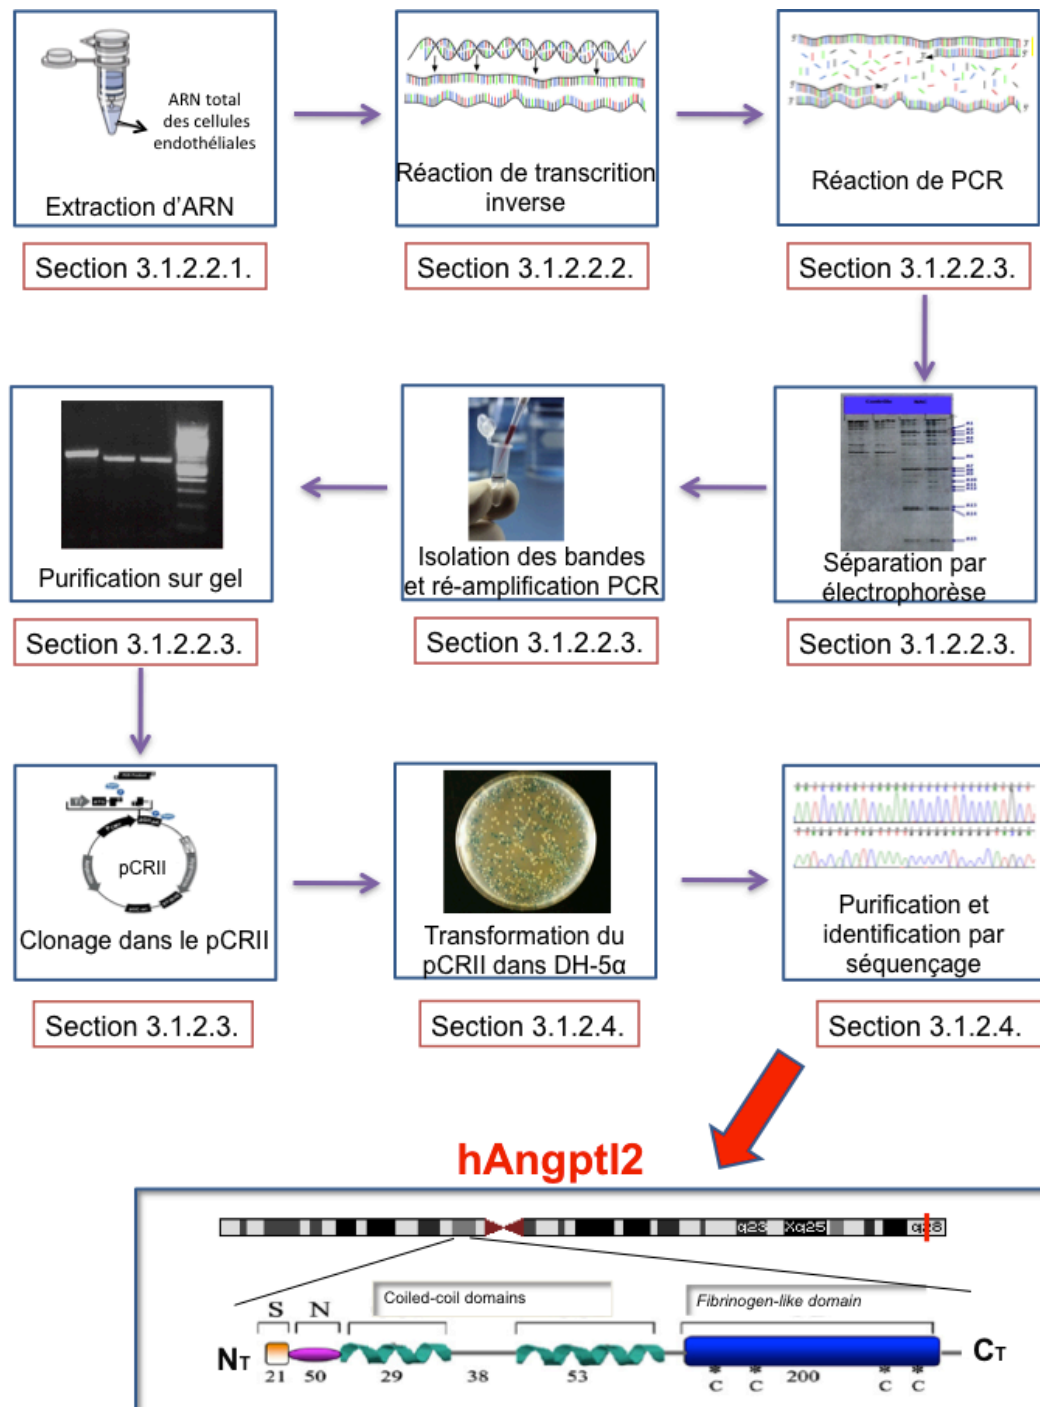 ARN total
des cellules
endothéliales
Extraction d'ARN
Réaction de transcrition
inverse
Réaction de PCR
Section 3.1.2.2.1.
Section 3.1.2.2.2.
Section 3.1.2.2.3.
Purification sur gel
Isolation des bandes
et ré-amplification PCR
Séparation par
électrophorèse
Section 3.1.2.2.3.
Section 3.1.2.2.3.
Section 3.1.2.2.3.
pCRII
Clonage dans le pCRII
Transformation du
pCRII dans DH-5α
Purification et
identification par
séquençage
Section 3.1.2.3.
Section 3.1.2.4.
Section 3.1.2.4.
hAngptl2
q23 Xq25 q28
Coiled-coil domains
Fibrinogen-like domain
S N
NT CT
21 50 29 38 53 200
* * * *
C C C C